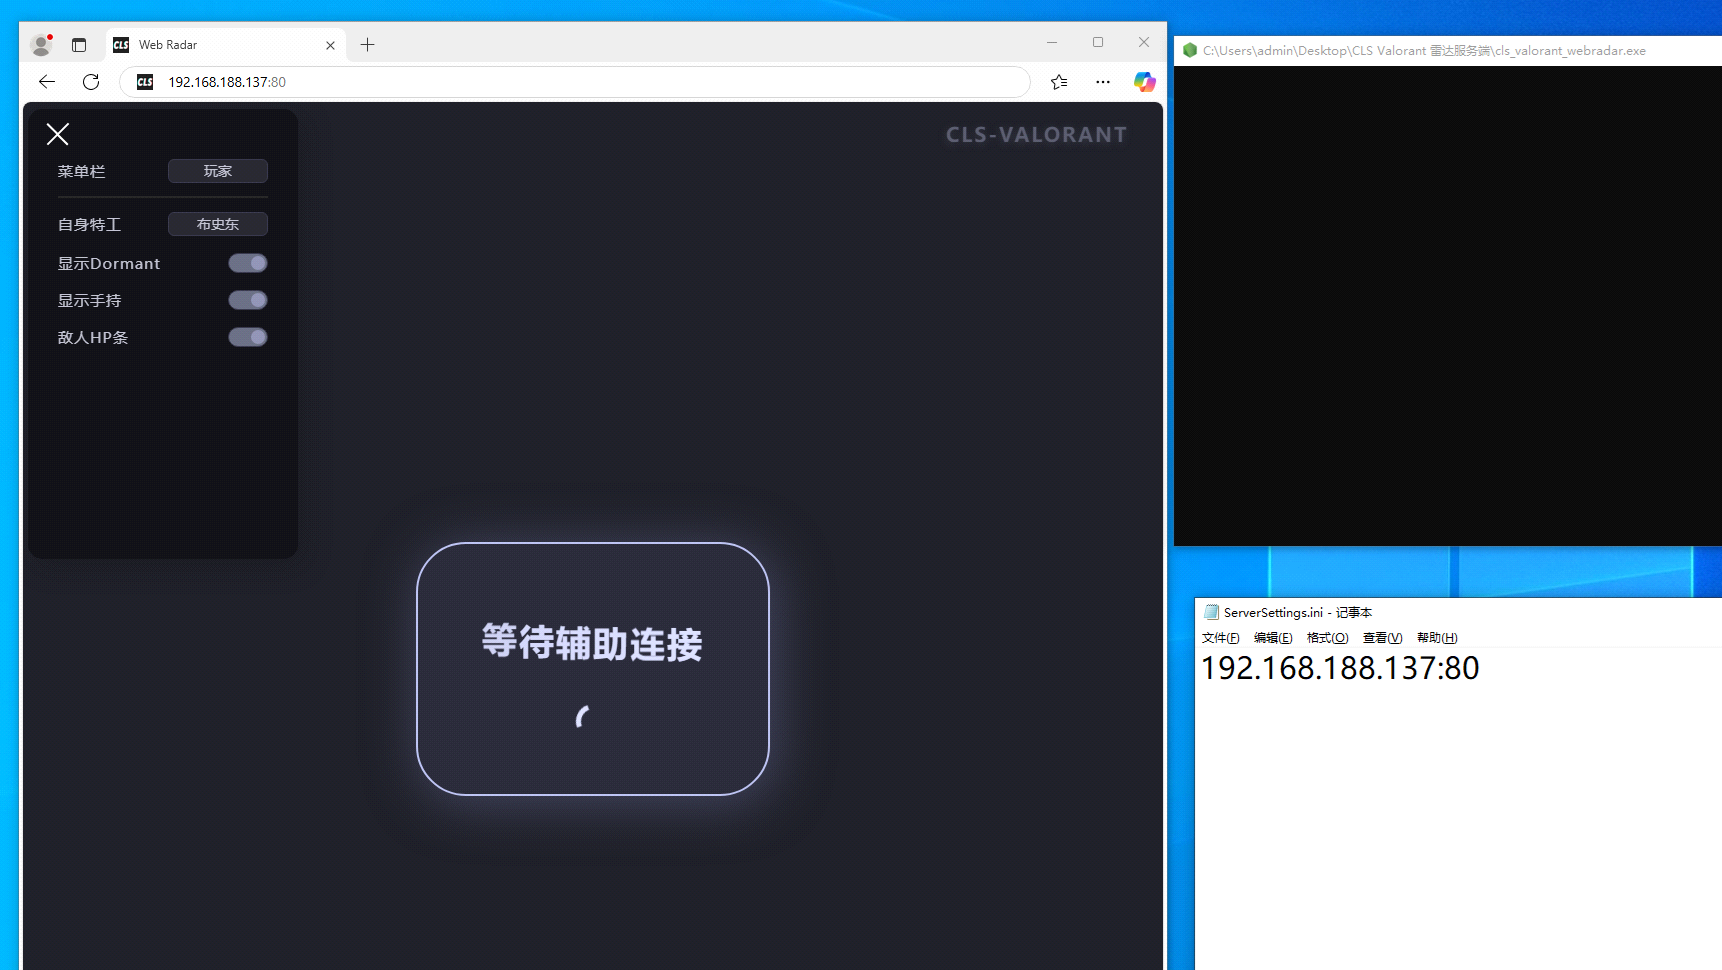 CLS Web Radar
CLS 192.168.188.137:80
CLS-VALORANT
菜单栏 玩家
自身特工 布史东
显示Dormant
显示手持
敌人HP条
等待辅助连接
C:\Users\admin\Desktop\CLS Valorant 雷达服务端\cls_valorant_webradar.exe
ServerSettings.ini - 记事本
文件(F) 编辑(E) 格式(O) 查看(V) 帮助(H)
192.168.188.137:80